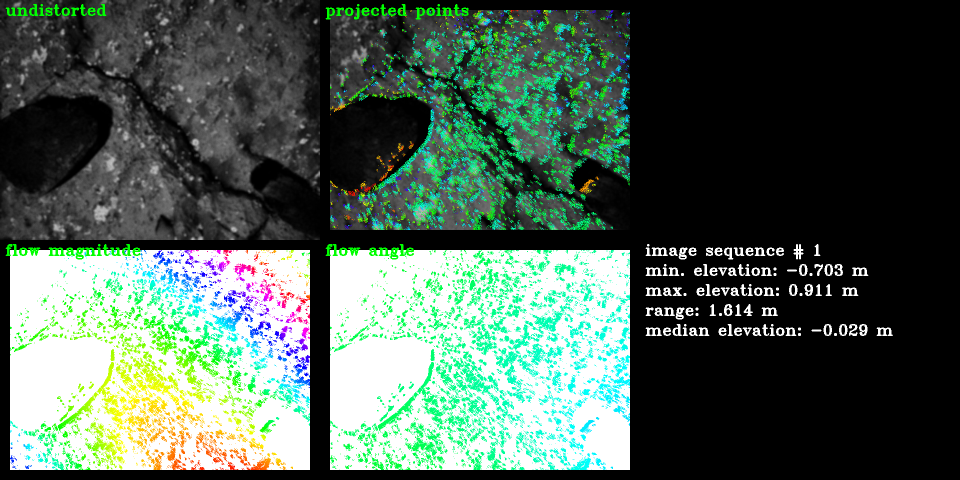 undistorted
projected points
flow magnitude
flow angle
image sequence # 1
min. elevation: −0.703 m
max. elevation: 0.911 m
range: 1.614 m
median elevation: −0.029 m